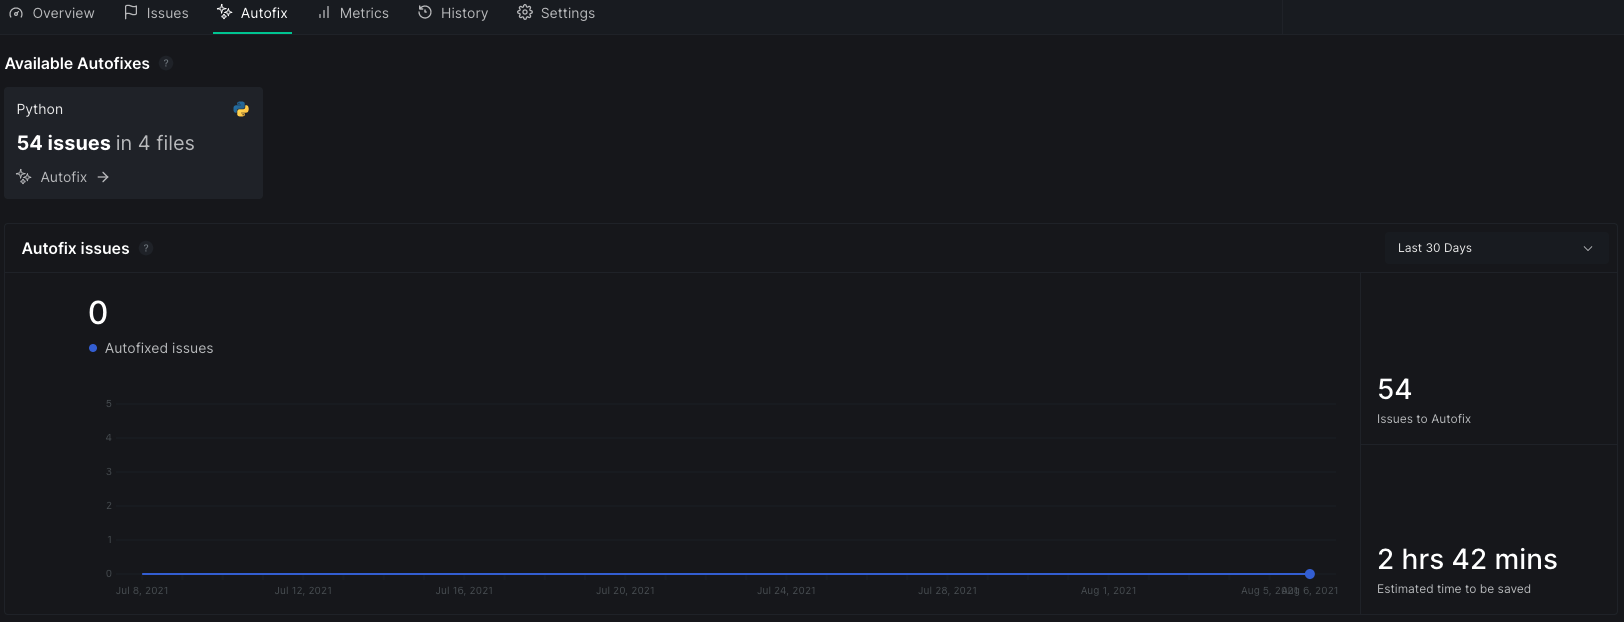 Overview Issues Autofix Metrics History Settings
Available Autofixes ?
Python
54 issues in 4 files
Autofix →
Autofix issues ?
Last 30 Days
0
Autofixed issues
5
4
3
2
1
0
Jul 8, 2021 Jul 12, 2021 Jul 16, 2021 Jul 20, 2021 Jul 24, 2021 Jul 28, 2021 Aug 1, 2021 Aug 5, 2021 Aug 6, 2021
54
Issues to Autofix
2 hrs 42 mins
Estimated time to be saved